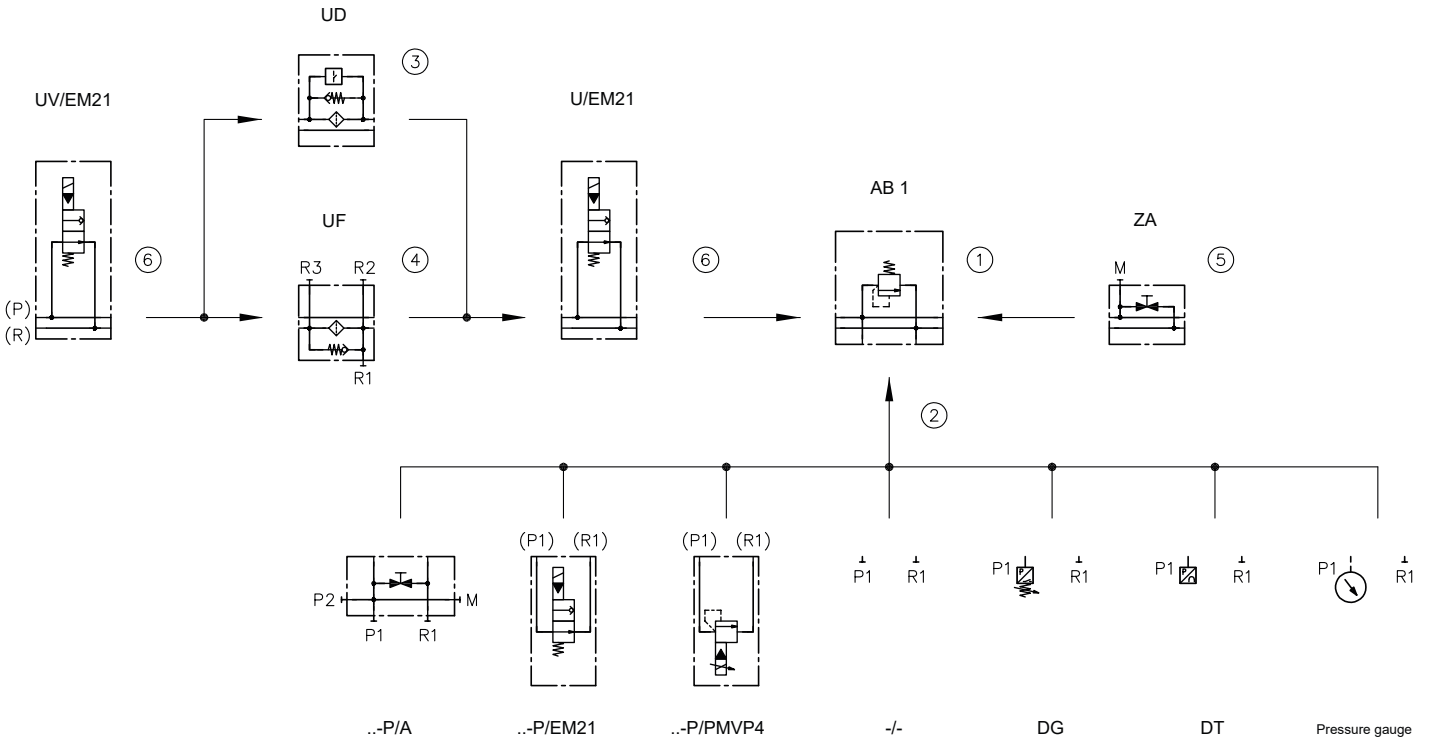 UD
3
UV/EM21
U/EM21
AB 1
ZA
UF
6
R3 R2
4
6
1
M
5
(P)
(R)
R1
2
(P1) (R1)
(P1) (R1)
P1 R1
P1 P R1
P1 P R1
P1 R1
P2 M
P1 R1
..-P/A
..-P/EM21
..-P/PMVP4
-/-
DG
DT
Pressure gauge